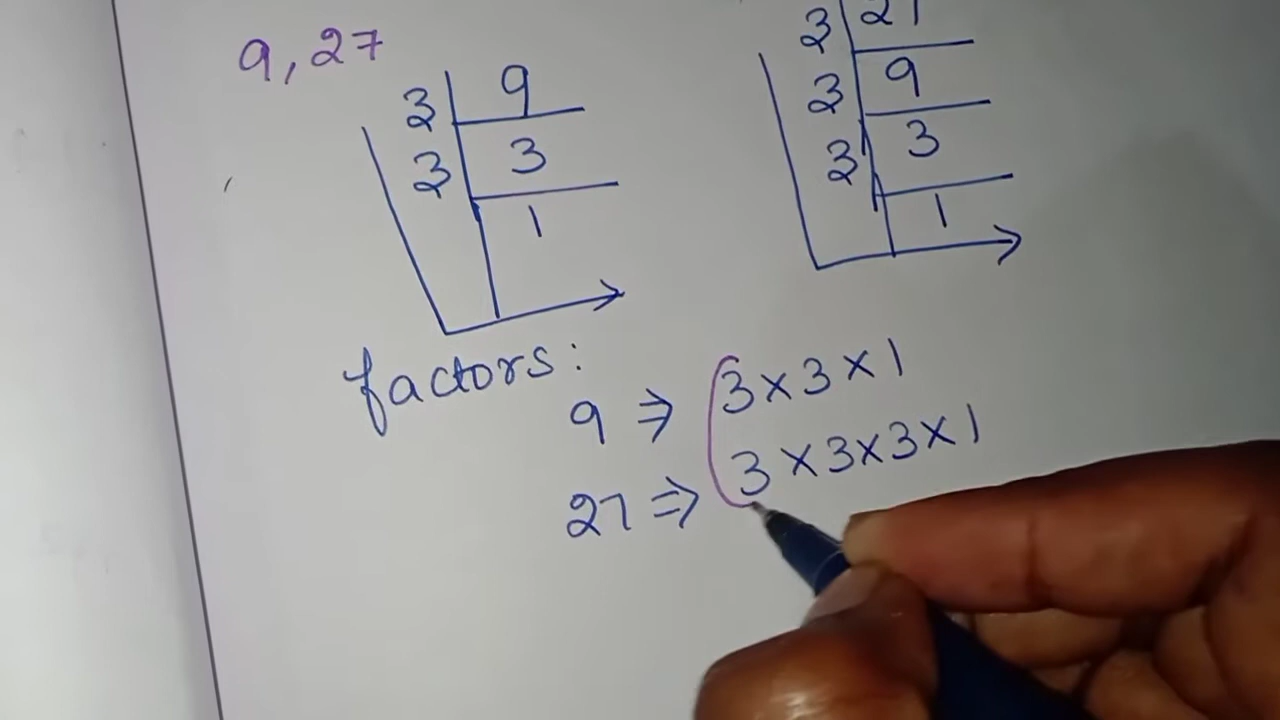 9, 27
3 9
3 3
1
3 27
3 9
3 3
1
factors:
9 ⇒ 3 × 3 × 1
27 ⇒ 3 × 3 × 3 × 1